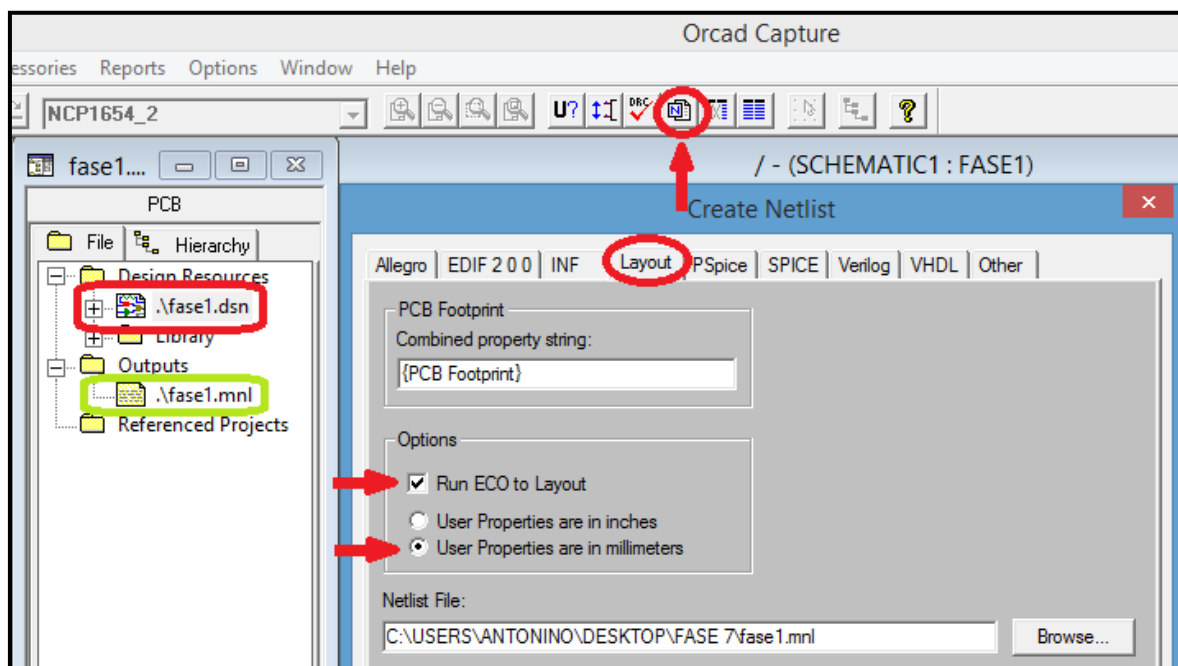 Orcad Capture
essories Reports Options Window Help
NCP1654_2
U?
DRC
N
?
fase1....
/ - (SCHEMATIC1 : FASE1)
PCB
Create Netlist
File
Hierarchy
Allegro
EDIF 2 0 0
INF
Layout
PSpice
SPICE
Verilog
VHDL
Other
Design Resources
.\fase1.dsn
Library
Outputs
.\fase1.mnl
Referenced Projects
PCB Footprint
Combined property string:
{PCB Footprint}
Options
Run ECO to Layout
User Properties are in inches
User Properties are in millimeters
Netlist File:
C:\USERS\ANTONINO\DESKTOP\FASE 7\fase1.mnl
Browse...